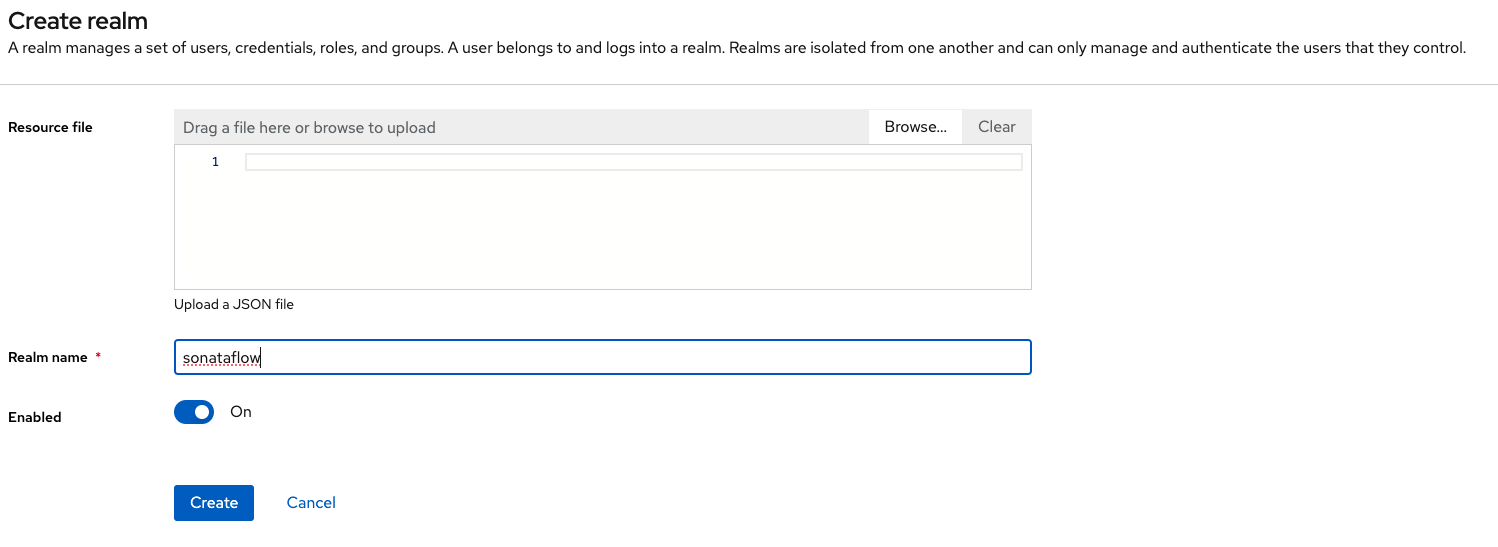 Create realm
A realm manages a set of users, credentials, roles, and groups. A user belongs to and logs into a realm. Realms are isolated from one another and can only manage and authenticate the users that they control.
Resource file
Drag a file here or browse to upload
Browse...
Clear
1
Upload a JSON file
Realm name *
sonataflow
Enabled
On
Create
Cancel